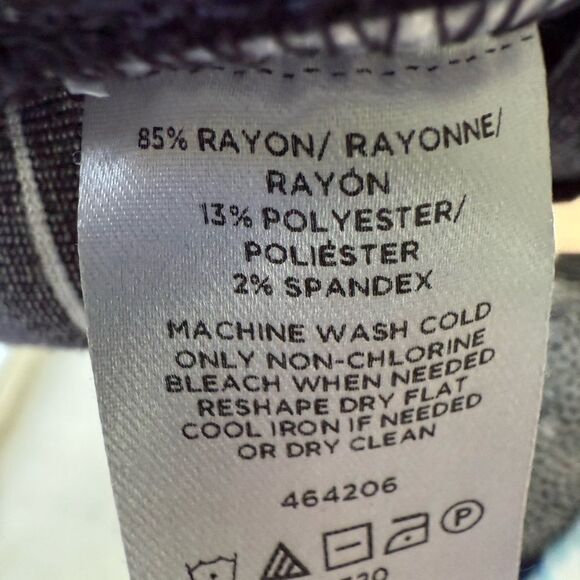 85% RAYON/ RAYONNE/
RAYÓN
13% POLYESTER/
POLIÉSTER
2% SPANDEX
MACHINE WASH COLD
ONLY NON-CHLORINE
BLEACH WHEN NEEDED
RESHAPE DRY FLAT
COOL IRON IF NEEDED
OR DRY CLEAN
464206
P